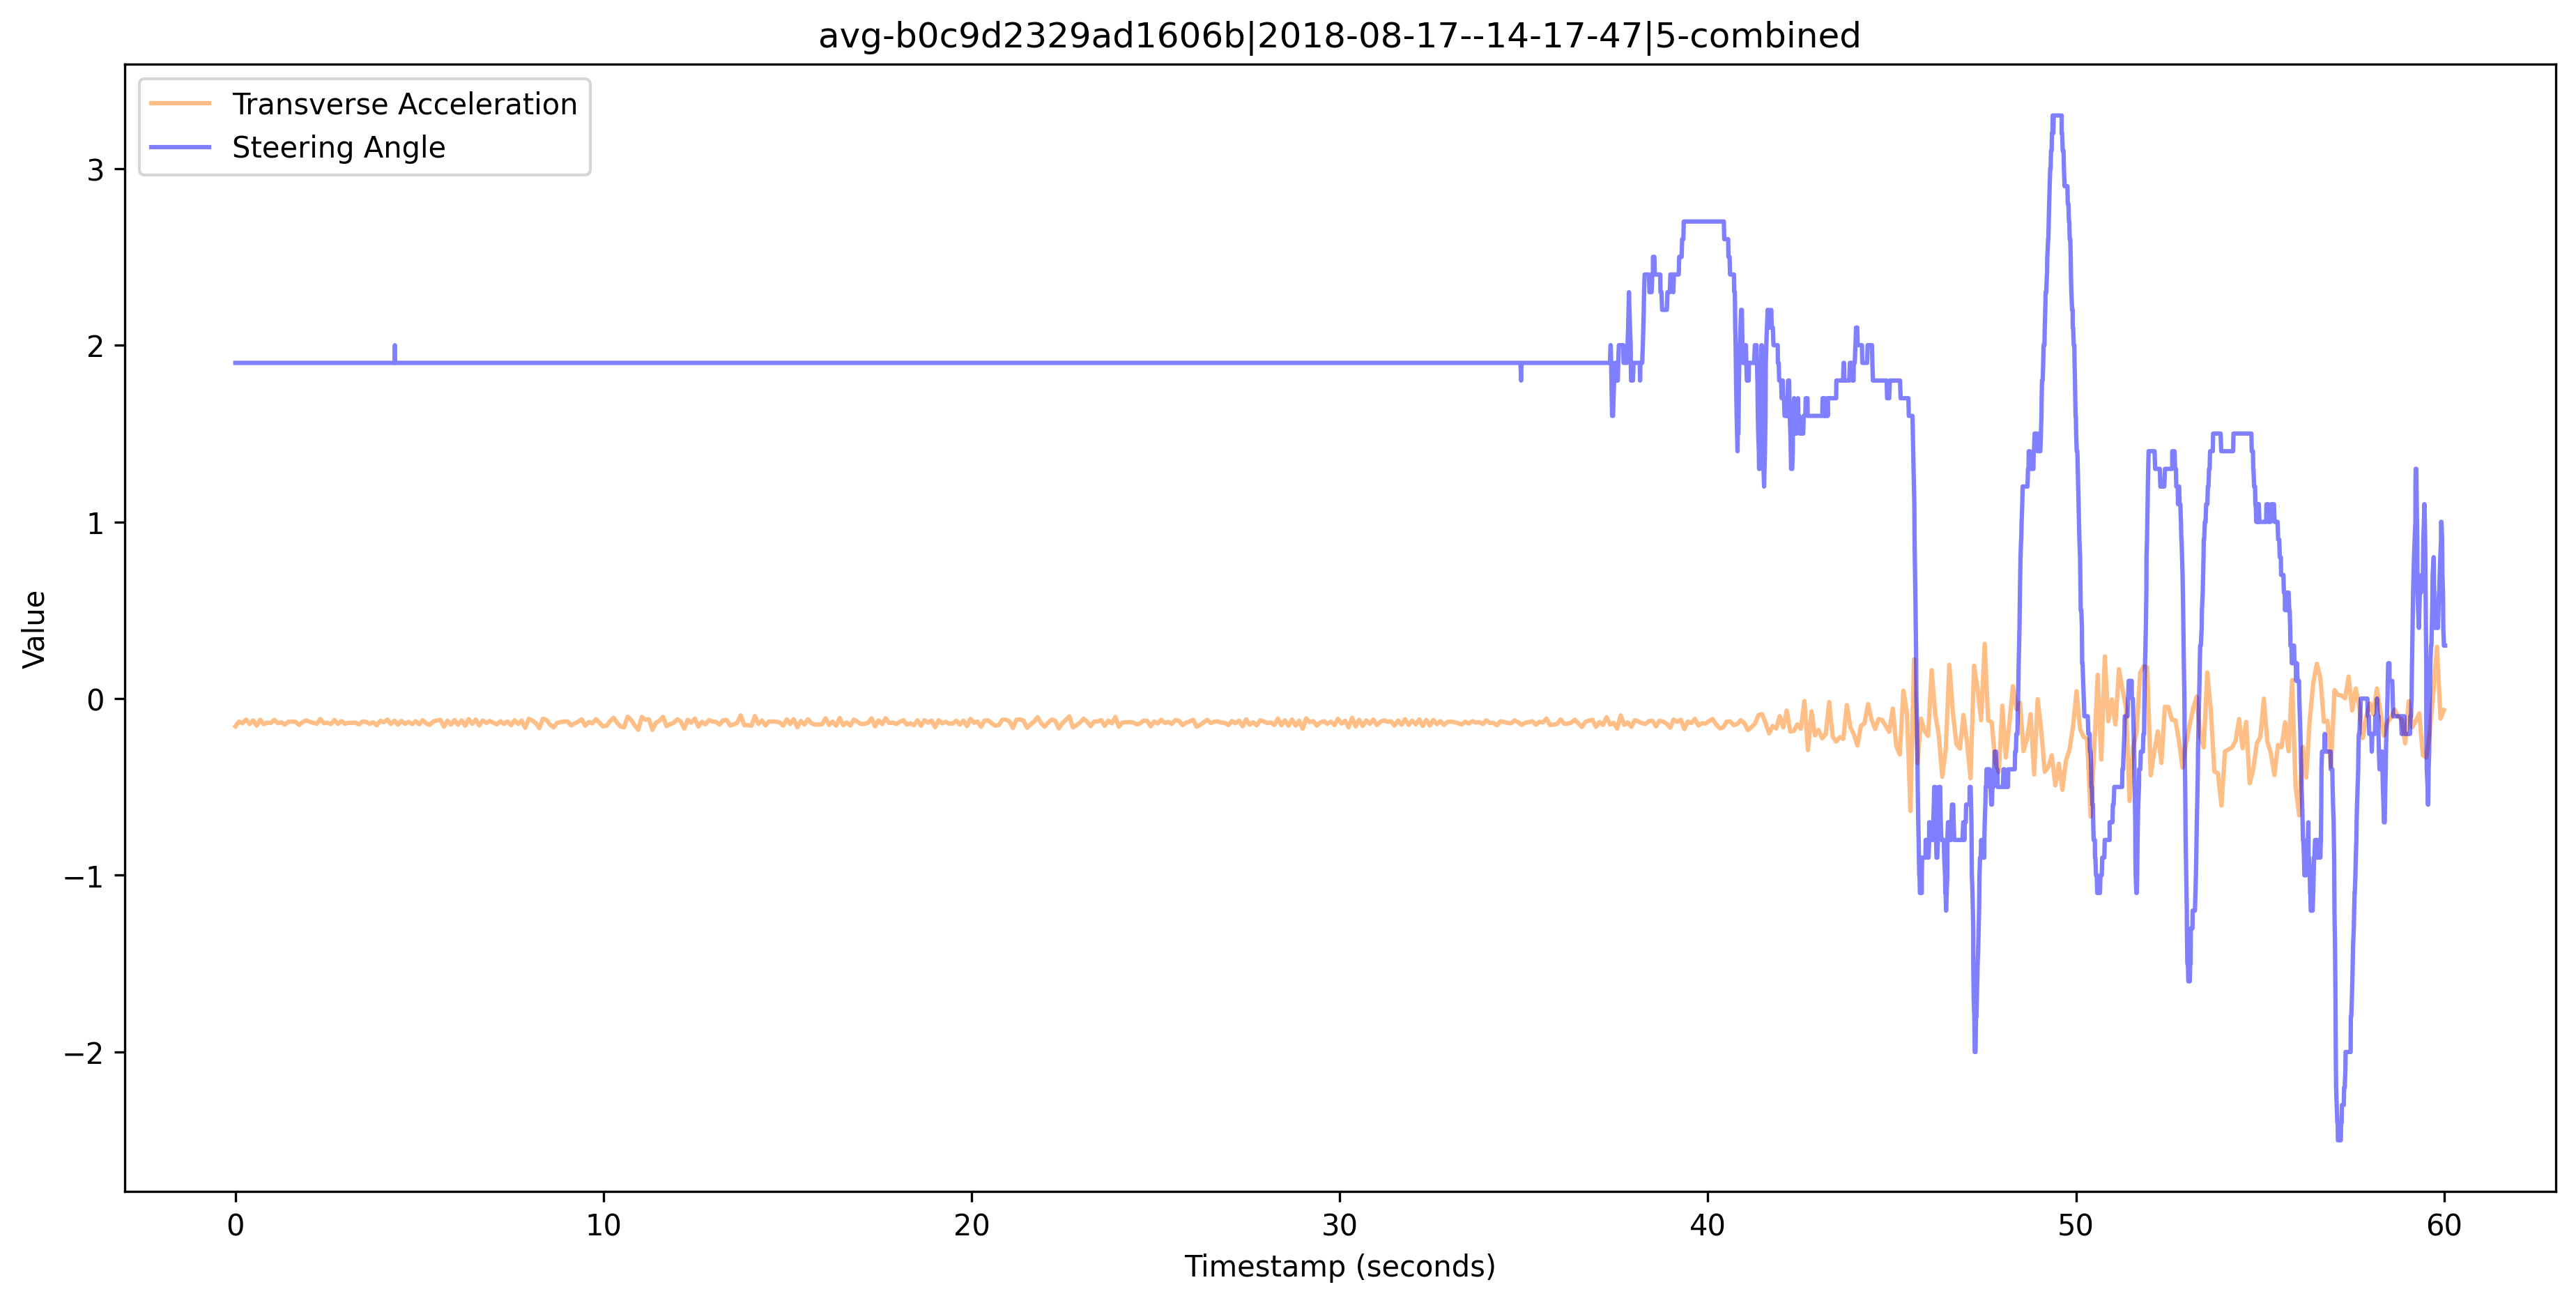 avg-b0c9d2329ad1606b|2018-08-17--14-17-47|5-combined
Transverse Acceleration
Steering Angle
3
2
1
0
−1
−2
Value
0 10 20 30 40 50 60
Timestamp (seconds)